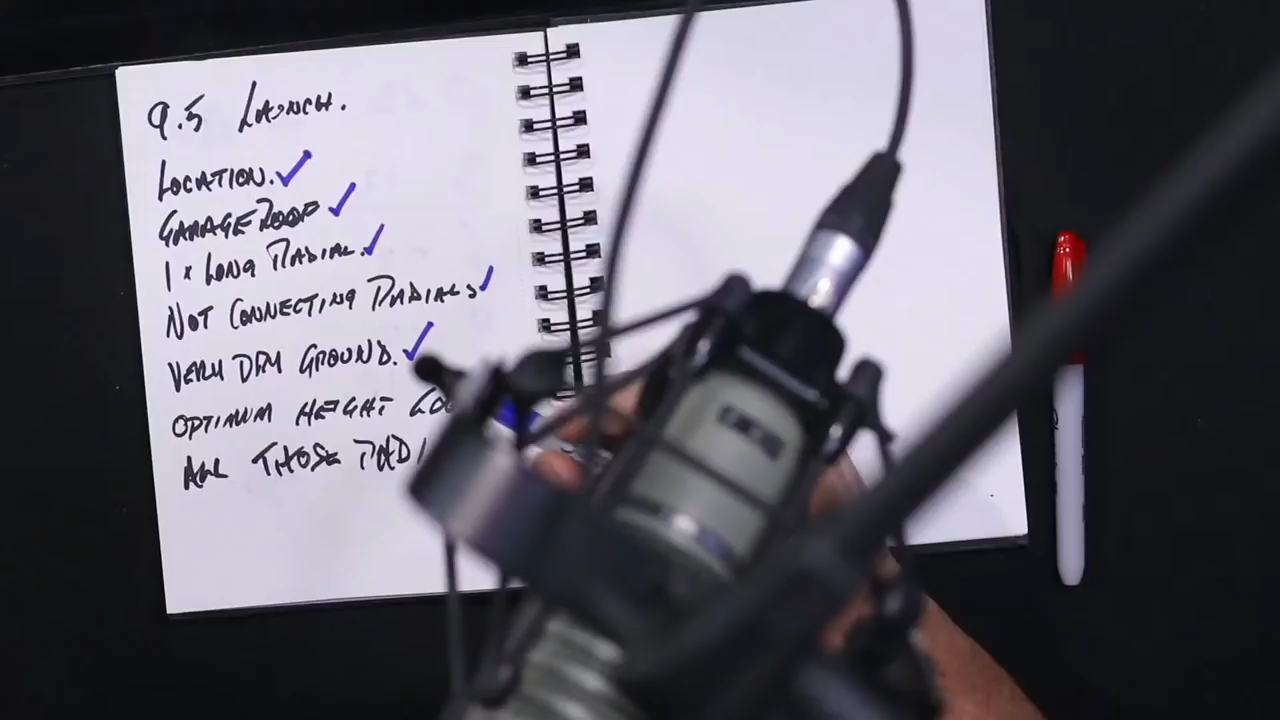 9.5 LAUNCH.
LOCATION.
GARAGE ROOF
1 x LONG RADIAL.
NOT CONNECTING RADIALS
VERY DRY GROUND.
OPTIMUM HEIGHT
ALL THOSE